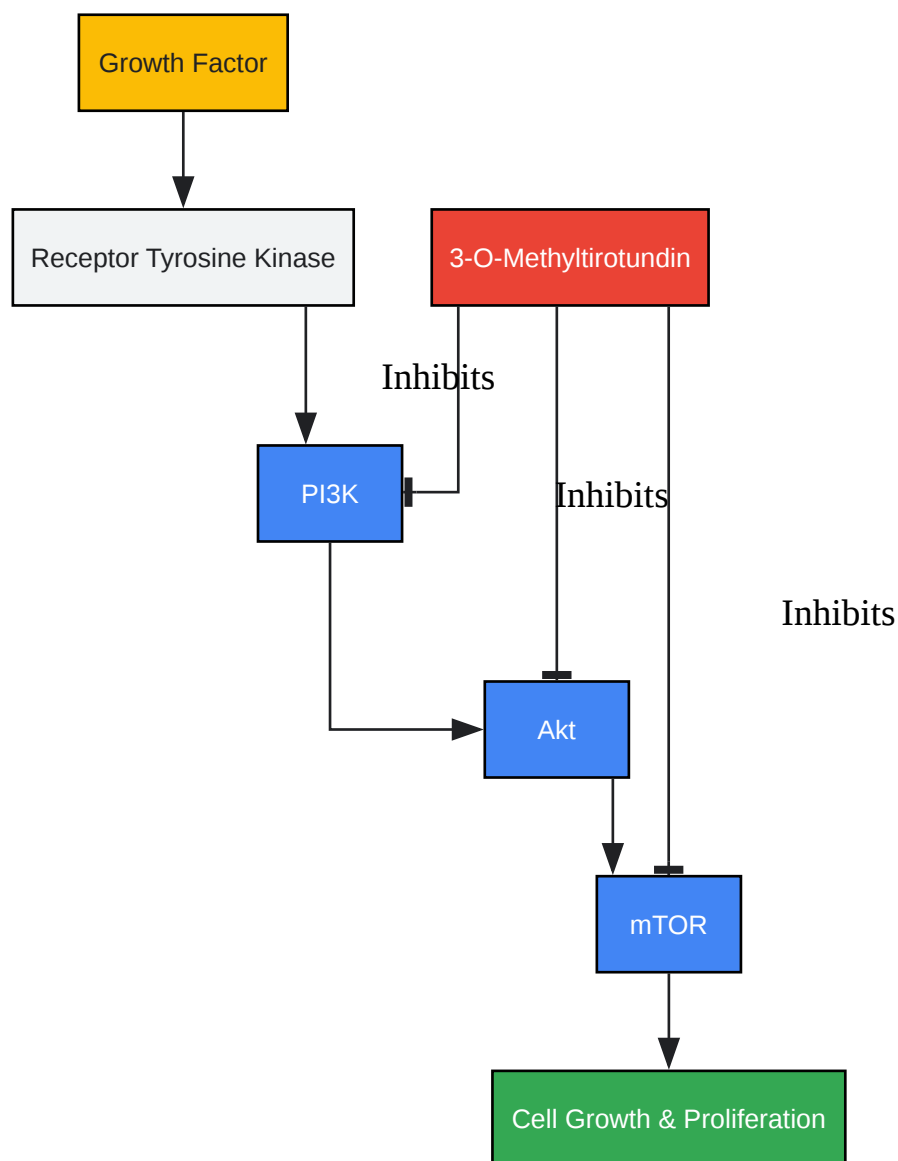 Growth Factor
Receptor Tyrosine Kinase
3-O-Methyltirotundin
Inhibits
PI3K
Inhibits
Inhibits
Akt
mTOR
Cell Growth & Proliferation